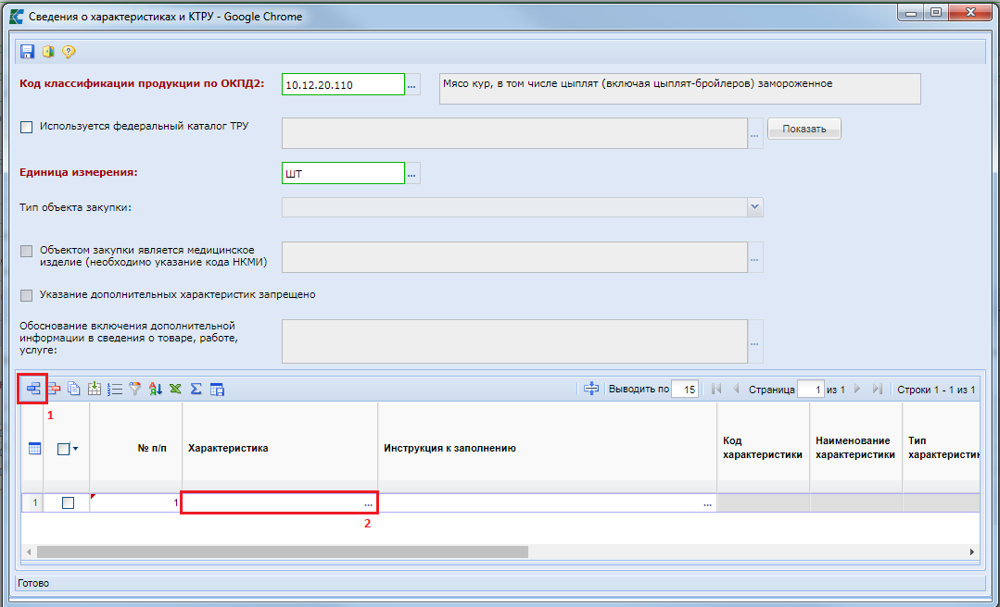 Сведения о характеристиках и КТРУ - Google Chrome
Код классификации продукции по ОКПД2:
10.12.20.110
...
Мясо кур, в том числе цыплят (включая цыплят-бройлеров) замороженное
Используется федеральный каталог ТРУ
...
Показать
Единица измерения:
ШТ
...
Тип объекта закупки:
Объектом закупки является медицинское
изделие (необходимо указание кода НКМИ)
...
Указание дополнительных характеристик запрещено
Обоснование включения дополнительной
информации в сведения о товаре, работе,
услуге:
...
Выводить по 15
Страница 1 из 1
Строки 1 - 1 из 1
1
№ п/п
Характеристика
Инструкция к заполнению
Код
характеристики
Наименование
характеристики
Тип
1
1
...
...
2
Готово